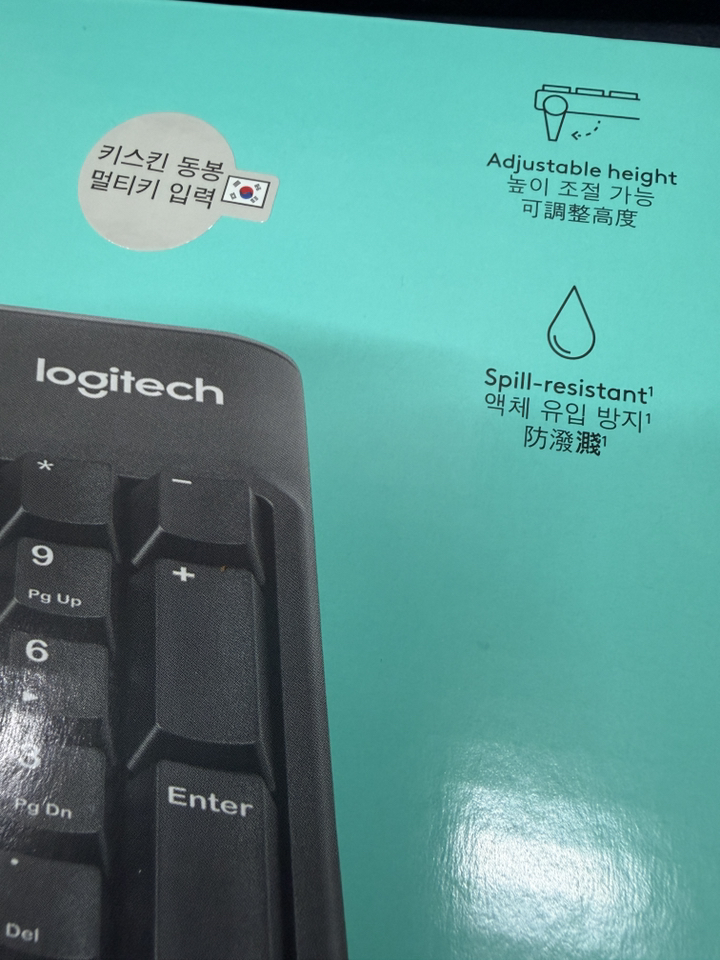 키스킨 동봉
멀티키 입력
Adjustable height
높이 조절 가능
可調整高度
Spill-resistant¹
액체 유입 방지¹
防潑濺¹
logitech
*
−
9
Pg Up
+
6
3
Pg Dn
Enter
.
Del